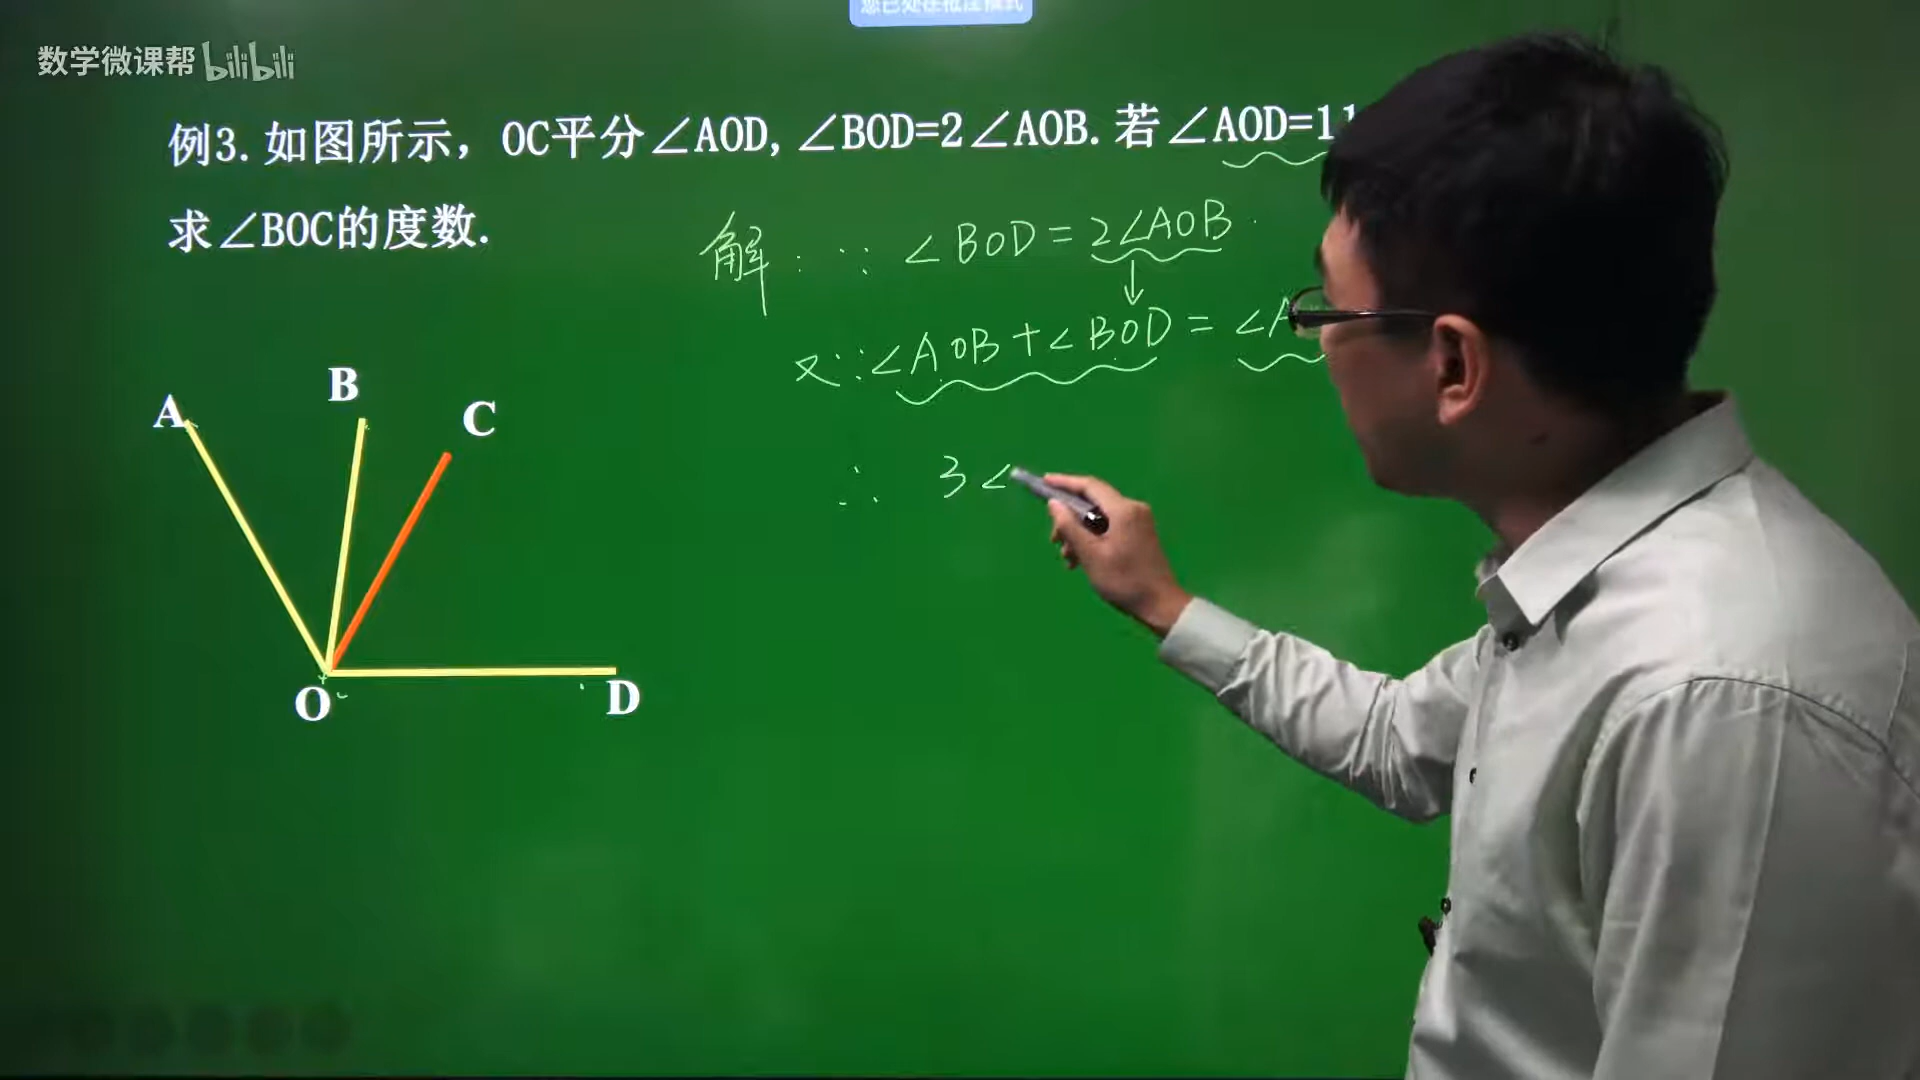 数学微课帮 bilibili
例3.如图所示，OC平分∠AOD,∠BOD=2∠AOB.若∠AOD=11
求∠BOC的度数.
解：∵ ∠BOD=2∠AOB.
又∵∠AOB+∠BOD=∠A
∴ 3∠
A
B
C
O
D